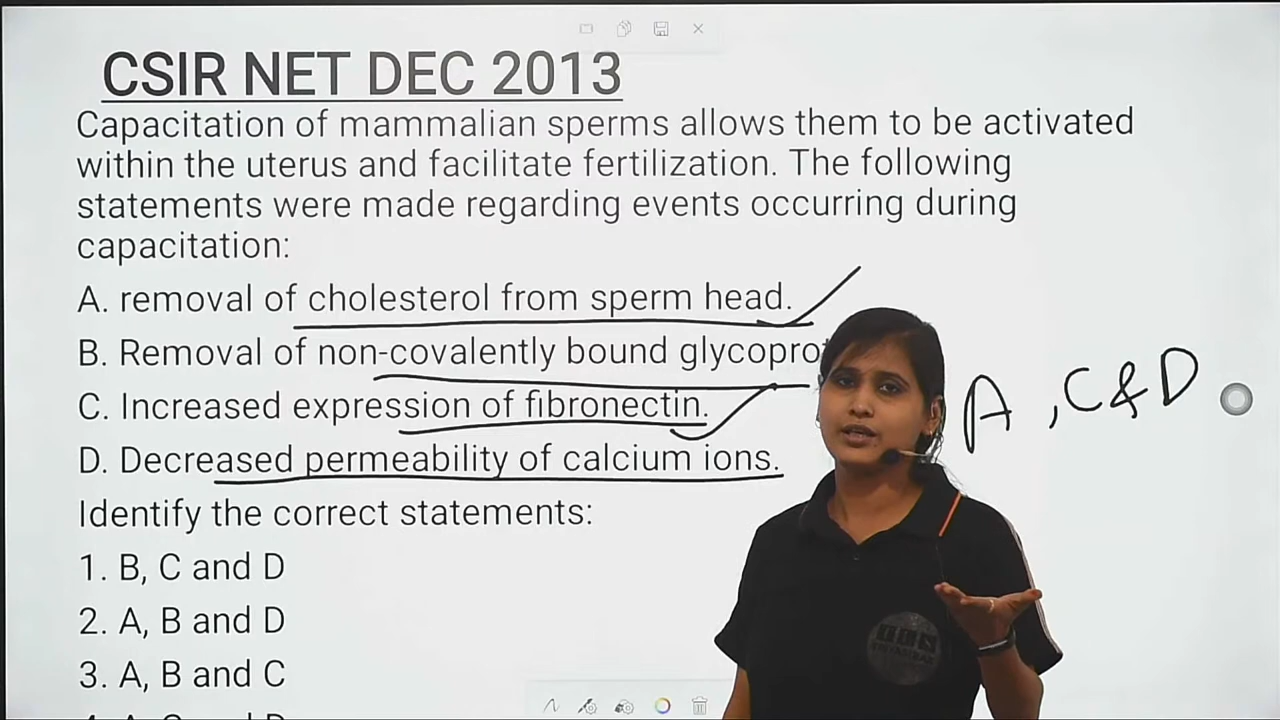 CSIR NET DEC 2013
Capacitation of mammalian sperms allows them to be activated
within the uterus and facilitate fertilization. The following
statements were made regarding events occurring during
capacitation:
A. removal of cholesterol from sperm head.
B. Removal of non-covalently bound glycopro
C. Increased expression of fibronectin.
A, C & D
D. Decreased permeability of calcium ions.
Identify the correct statements:
1. B, C and D
2. A, B and D
3. A, B and C